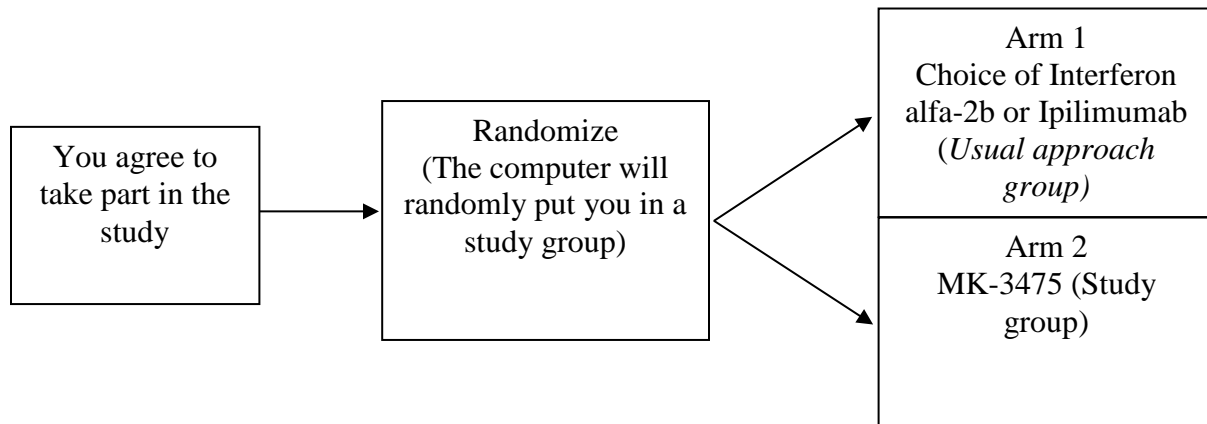 You agree to
take part in the
study
Randomize
(The computer will
randomly put you in a
study group)
Arm 1
Choice of Interferon
alfa-2b or Ipilimumab
(Usual approach
group)
Arm 2
MK-3475 (Study
group)